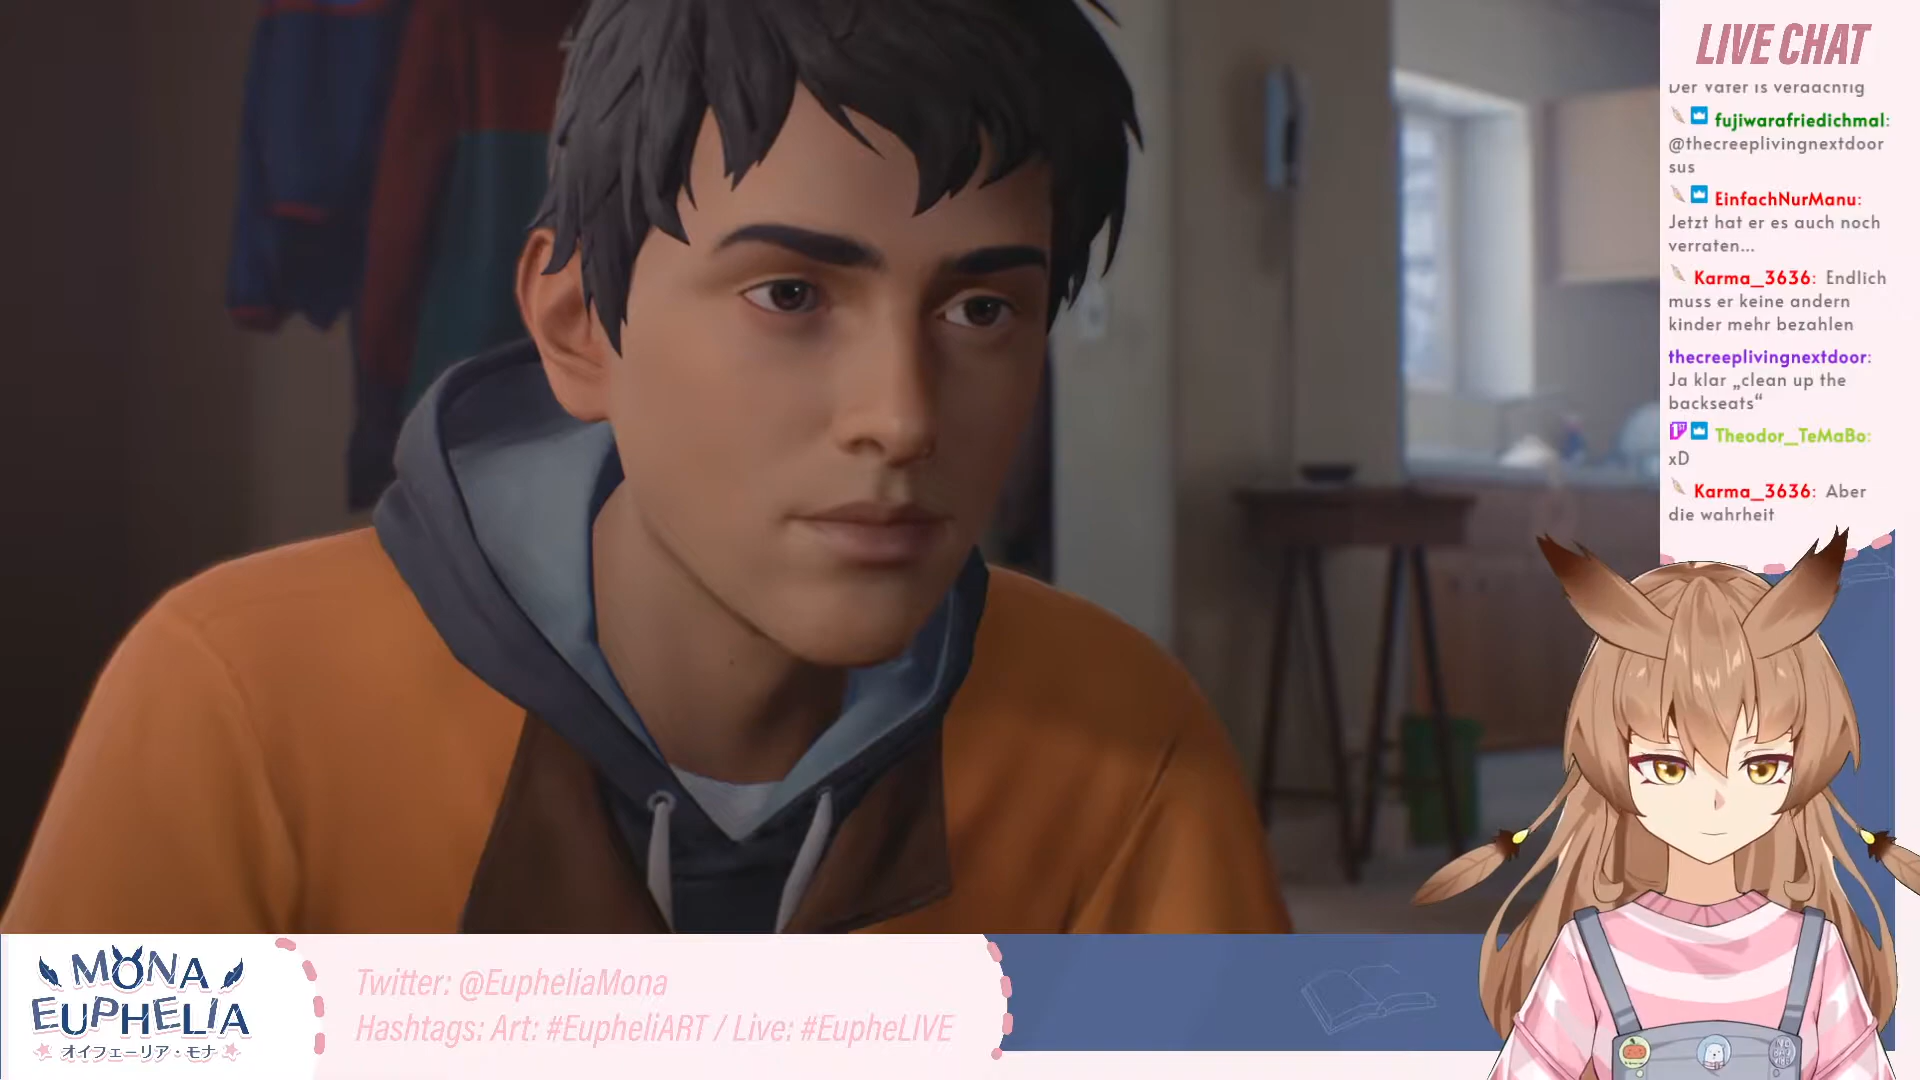 LIVE CHAT
Der Vater is verdächtig
fujiwarafriedichmal:
@thecreeplivingnextdoor
sus
EinfachNurManu:
Jetzt hat er es auch noch
verraten...
Karma_3636: Endlich
muss er keine andern
kinder mehr bezahlen
thecreeplivingnextdoor:
Ja klar „clean up the
backseats“
Theodor_TeMaBo:
xD
Karma_3636: Aber
die wahrheit
MONA
EUPHELIA
オイフェーリア・モナ
Twitter: @EupheliaMona
Hashtags: Art: #EupheliART / Live: #EupheLIVE